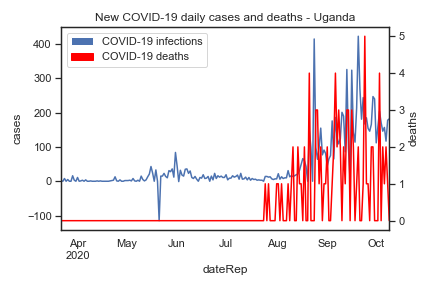 New COVID-19 daily cases and deaths - Uganda
COVID-19 infections
COVID-19 deaths
400
300
200
100
0
−100
cases
5
4
3
2
1
0
deaths
Apr May Jun Jul Aug Sep Oct
2020
dateRep